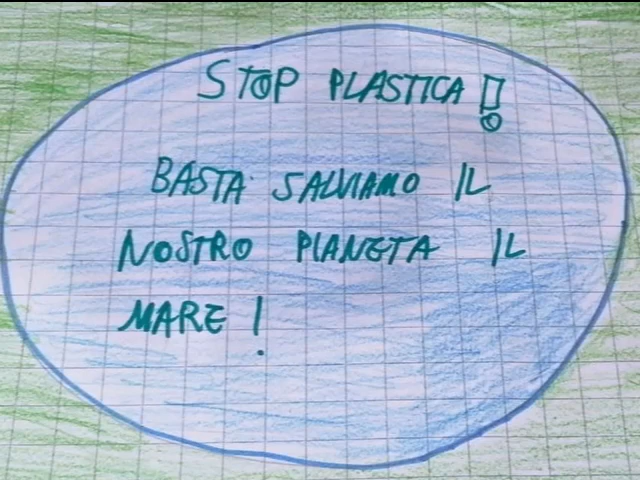 STOP PLASTICA!
BASTA SALVIAMO IL
NOSTRO PIANETA IL
MARE!